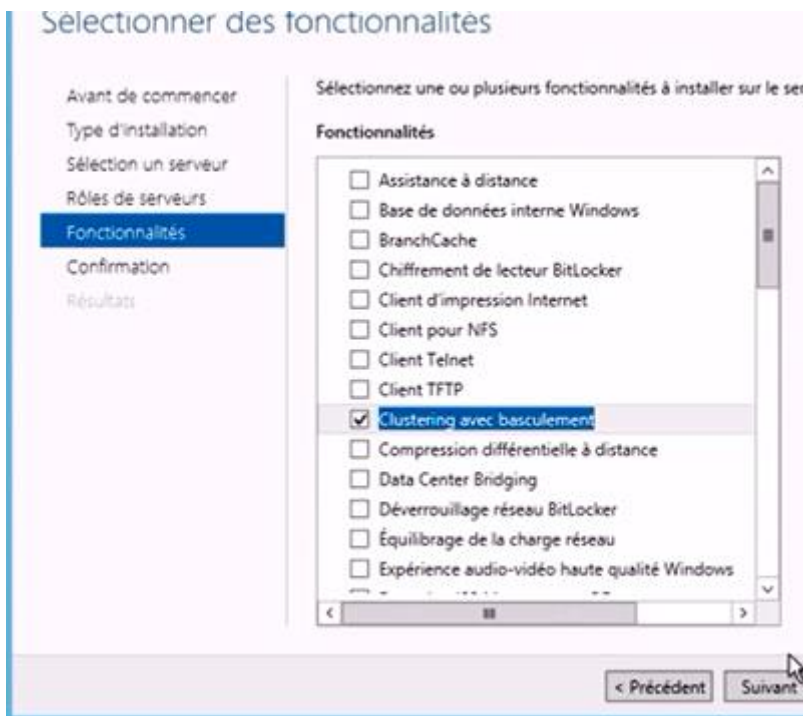 Sélectionner des fonctionnalités
Avant de commencer
Type d'installation
Sélection un serveur
Rôles de serveurs
Fonctionnalités
Confirmation
Résultats
Sélectionnez une ou plusieurs fonctionnalités à installer sur le ser
Fonctionnalités
Assistance à distance
Base de données interne Windows
BranchCache
Chiffrement de lecteur BitLocker
Client d'impression Internet
Client pour NFS
Client Telnet
Client TFTP
Clustering avec basculement
Compression différentielle à distance
Data Center Bridging
Déverrouillage réseau BitLocker
Équilibrage de la charge réseau
Expérience audio-vidéo haute qualité Windows
< Précédent
Suivant